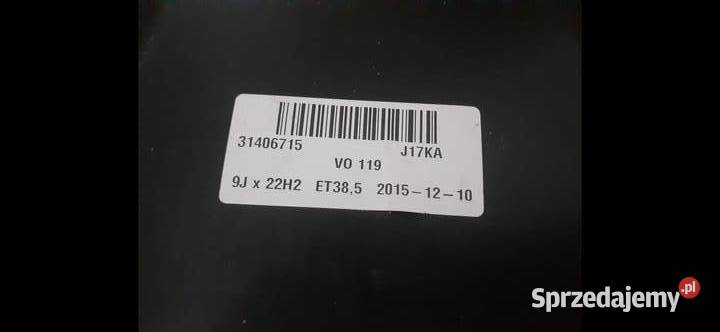 31406715 J17KA
VO 119
9J x 22H2 ET38,5 2015-12-10
Sprzedajemy.pl